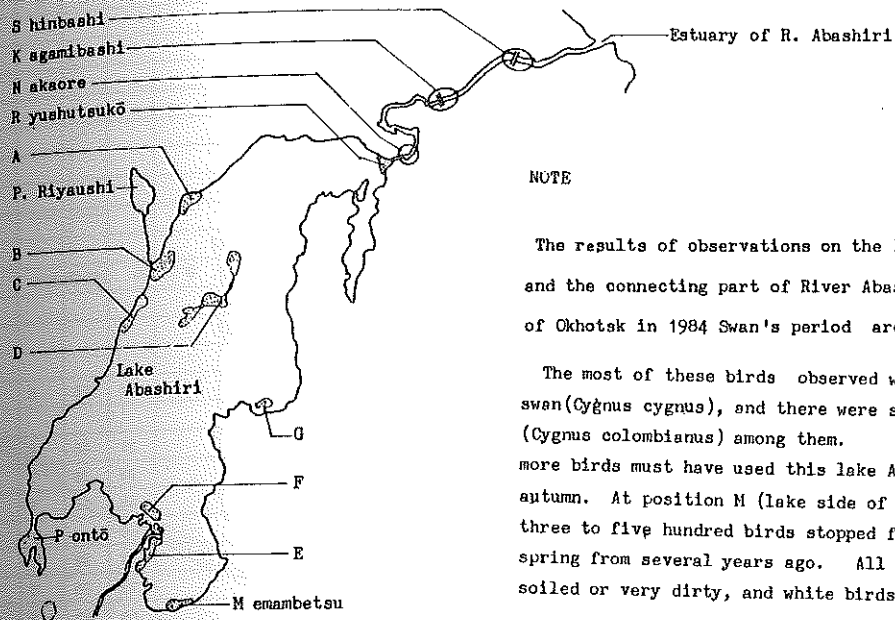 S hinbashi
K agamibashi
N akaore
R yushutsukō
A
P. Riyaushi
B
C
D
Lake
Abashiri
P ontō
Estuary of R. Abashiri
G
F
E
M emambetsu
NOTE
The results of observations on the
and the connecting part of River Abas
of Okhotsk in 1984 Swan's period are
The most of these birds observed w
swan(Cygnus cygnus), and there were s
(Cygnus colombianus) among them.
more birds must have used this lake A
autumn. At position M (lake side of
three to five hundred birds stopped f
spring from several years ago. All
soiled or very dirty, and white birds